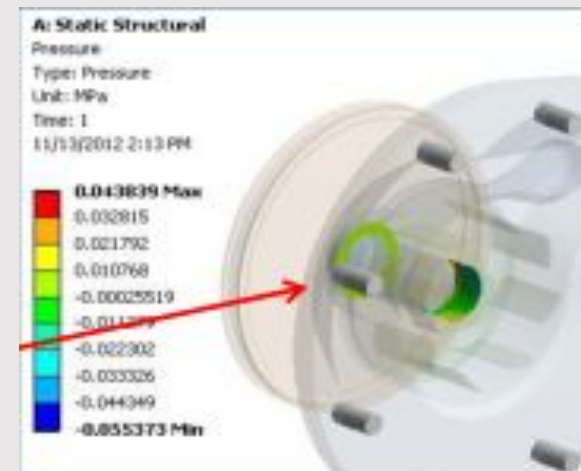 A: Static Structural
Pressure
Type: Pressure
Unit: MPa
Time: 1
11/13/2012 2:13 PM
0.043839 Max
0.032815
0.021792
0.010768
-0.00025519
-0.022302
-0.033326
-0.044349
-0.055373 Min